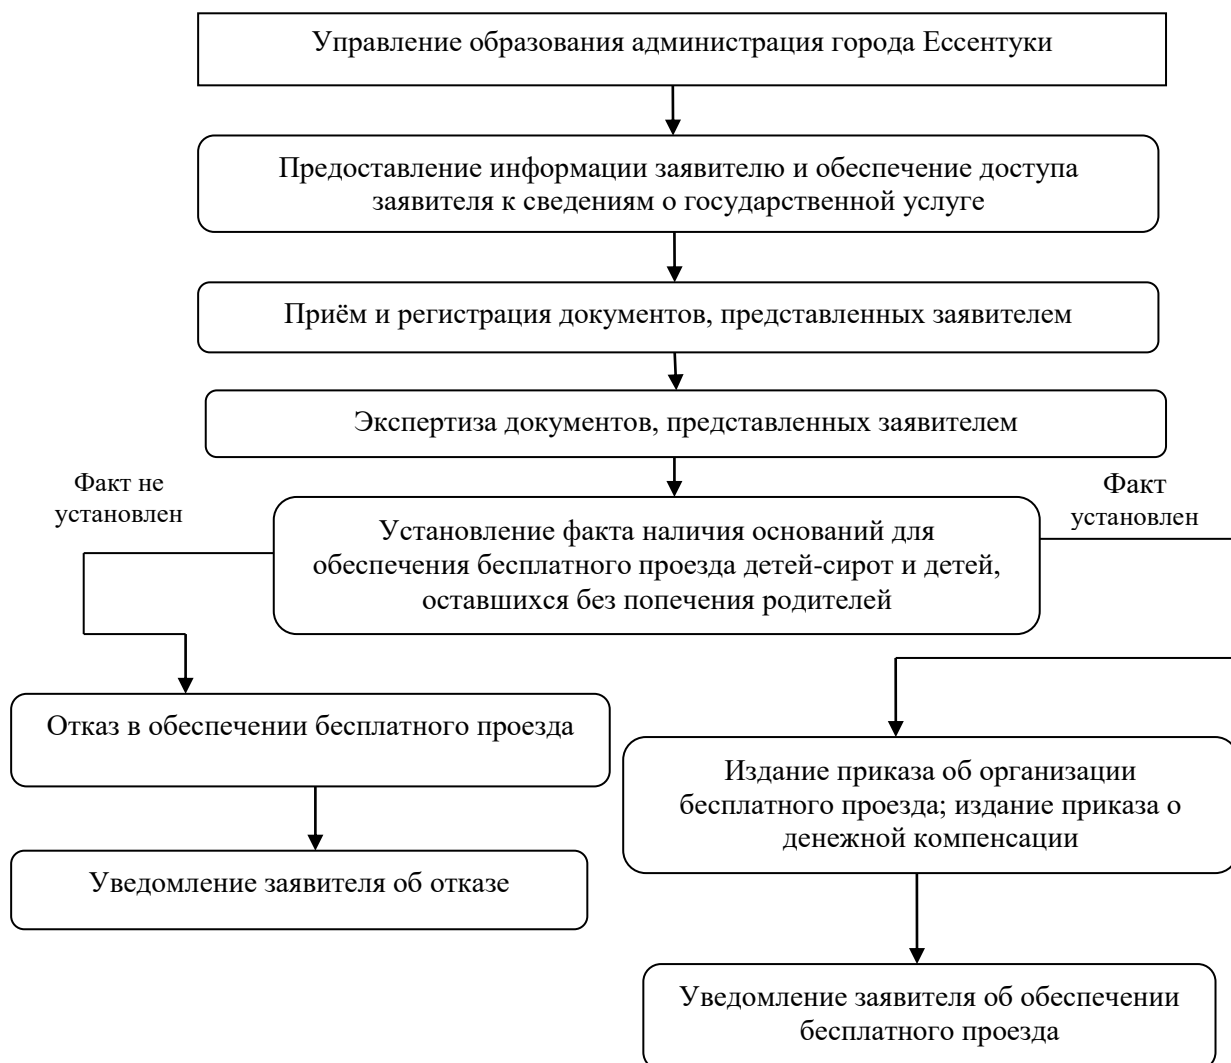 Управление образования администрация города Ессентуки
Предоставление информации заявителю и обеспечение доступа
заявителя к сведениям о государственной услуге
Приём и регистрация документов, представленных заявителем
Экспертиза документов, представленных заявителем
Факт не
установлен
Факт
установлен
Установление факта наличия оснований для
обеспечения бесплатного проезда детей-сирот и детей,
оставшихся без попечения родителей
Отказ в обеспечении бесплатного проезда
Издание приказа об организации
бесплатного проезда; издание приказа о
денежной компенсации
Уведомление заявителя об отказе
Уведомление заявителя об обеспечении
бесплатного проезда